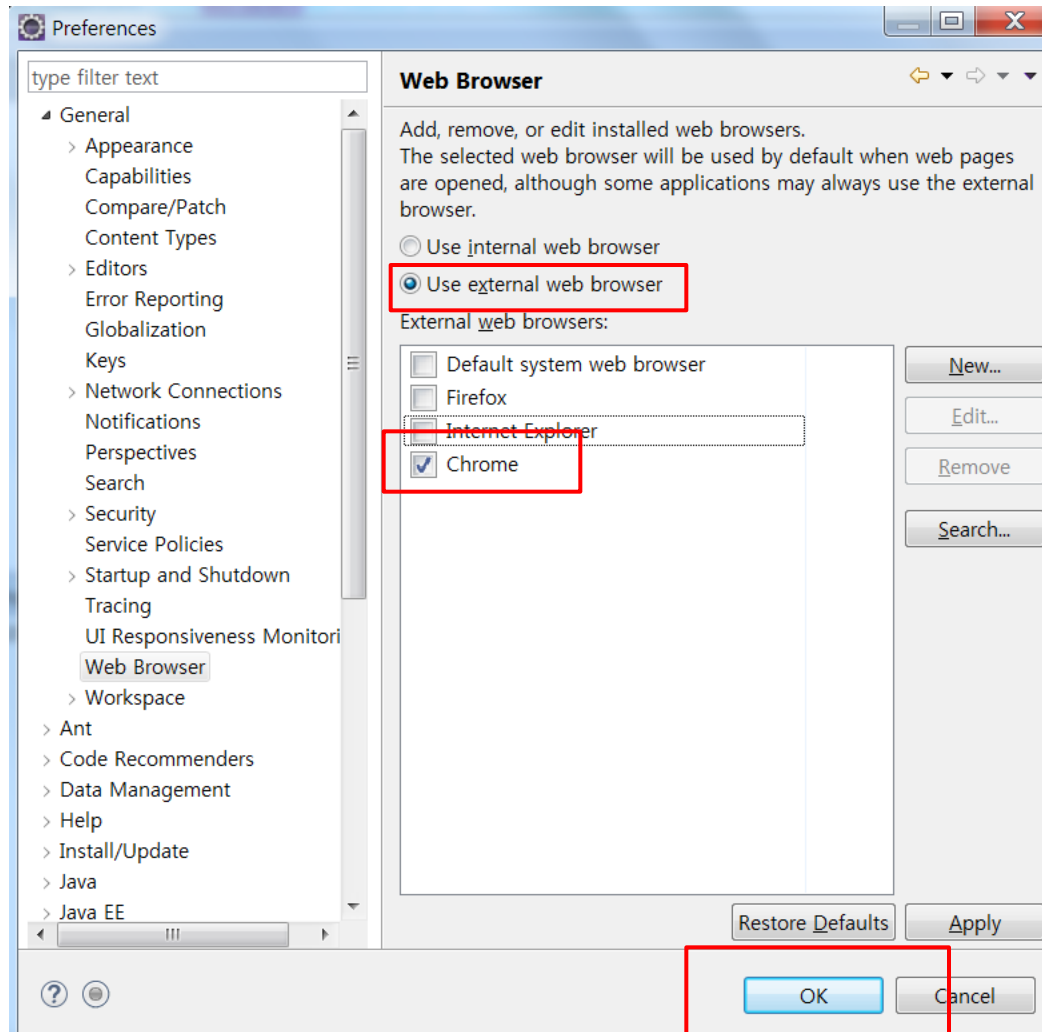 Preferences
type filter text
General
Appearance
Capabilities
Compare/Patch
Content Types
Editors
Error Reporting
Globalization
Keys
Network Connections
Notifications
Perspectives
Search
Security
Service Policies
Startup and Shutdown
Tracing
UI Responsiveness Monitori
Web Browser
Workspace
Ant
Code Recommenders
Data Management
Help
Install/Update
Java
Java EE
Web Browser
Add, remove, or edit installed web browsers.
The selected web browser will be used by default when web pages
are opened, although some applications may always use the external
browser.
Use internal web browser
Use external web browser
External web browsers:
Default system web browser
Firefox
Internet Explorer
Chrome
New...
Edit...
Remove
Search...
Restore Defaults
Apply
OK
Cancel